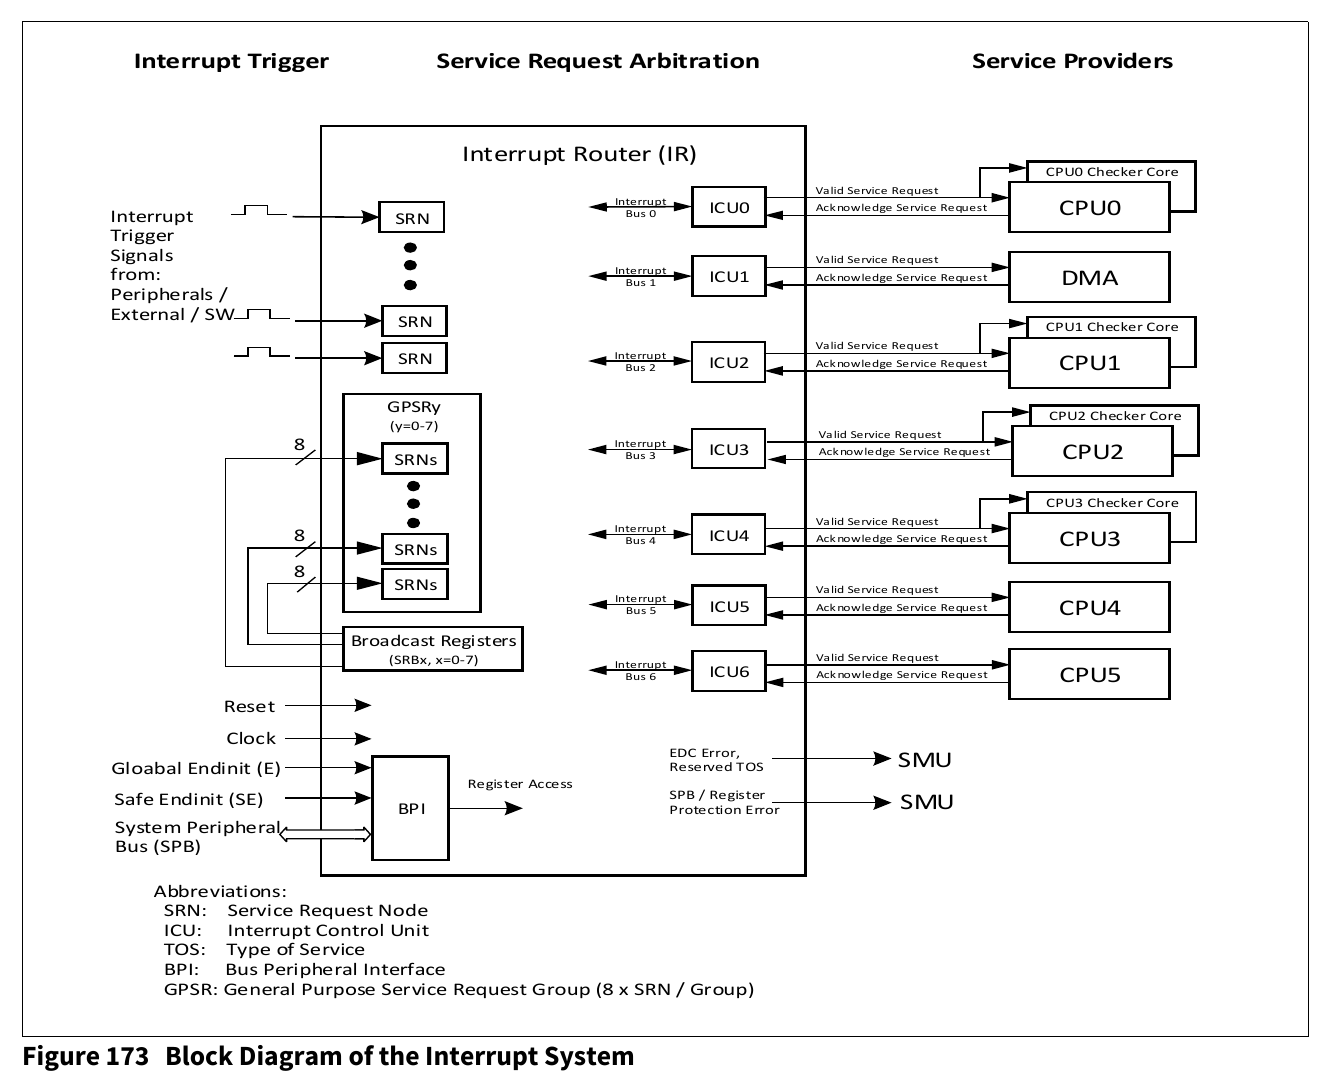 Interrupt Trigger
Service Request Arbitration
Service Providers
Interrupt Router (IR)
Interrupt
Trigger
Signals
from:
Peripherals /
External / SW
SRN
SRN
SRN
GPSRy
(y=0-7)
8
SRNs
8
SRNs
8
SRNs
Broadcast Registers
(SRBx, x=0-7)
Reset
Clock
Gloabal Endinit (E)
Safe Endinit (SE)
System Peripheral
Bus (SPB)
BPI
Register Access
Interrupt
Bus 0
ICU0
Valid Service Request
Acknowledge Service Request
CPU0 Checker Core
CPU0
Interrupt
Bus 1
ICU1
Valid Service Request
Acknowledge Service Request
DMA
Interrupt
Bus 2
ICU2
Valid Service Request
Acknowledge Service Request
CPU1 Checker Core
CPU1
Interrupt
Bus 3
ICU3
Valid Service Request
Acknowledge Service Request
CPU2 Checker Core
CPU2
Interrupt
Bus 4
ICU4
Valid Service Request
Acknowledge Service Request
CPU3 Checker Core
CPU3
Interrupt
Bus 5
ICU5
Valid Service Request
Acknowledge Service Request
CPU4
Interrupt
Bus 6
ICU6
Valid Service Request
Acknowledge Service Request
CPU5
EDC Error,
Reserved TOS
SMU
SPB / Register
Protection Error
SMU
Abbreviations:
SRN: Service Request Node
ICU: Interrupt Control Unit
TOS: Type of Service
BPI: Bus Peripheral Interface
GPSR: General Purpose Service Request Group (8 x SRN / Group)
Figure 173 Block Diagram of the Interrupt System